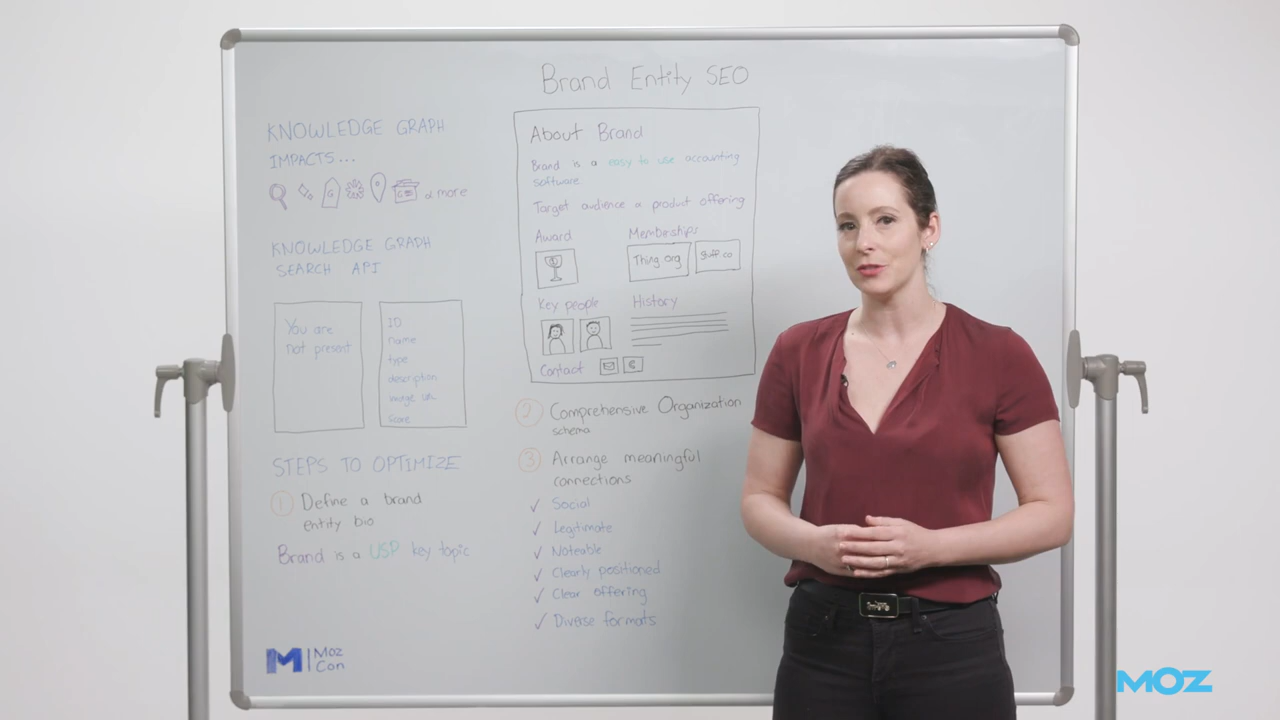 Brand Entity SEO
KNOWLEDGE GRAPH
IMPACTS...
G
G
& more
KNOWLEDGE GRAPH
SEARCH API
You are
not present
ID
name
type
description
image URL
score
STEPS TO OPTIMIZE
1 Define a brand
entity bio
Brand is a USP key topic
M | MOZ
Con
About Brand
Brand is a easy to use accounting
software
Target audience & product offering
Award
Memberships
Thing.org
guff.co
Key people
History
Contact
2 Comprehensive Organization
schema
3 Arrange meaningful
connections
✓ Social
✓ Legitimate
✓ Noteable
✓ Clearly positioned
✓ Clear offering
✓ Diverse formats
MOZ